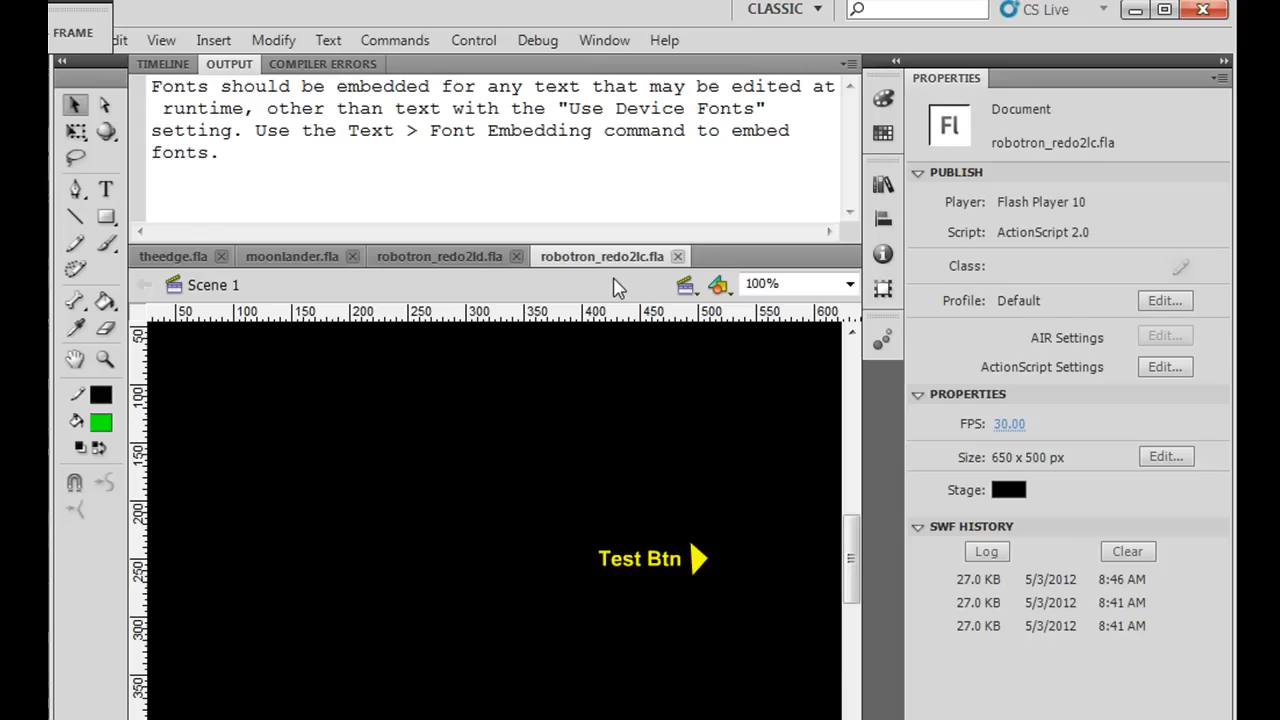 CLASSIC
CS Live
FRAME
dit View Insert Modify Text Commands Control Debug Window Help
TIMELINE OUTPUT COMPILER ERRORS
Fonts should be embedded for any text that may be edited at
runtime, other than text with the "Use Device Fonts"
setting. Use the Text > Font Embedding command to embed
fonts.
theedge.fla moonlander.fla robotron_redo2ld.fla robotron_redo2lc.fla
Scene 1
100%
50 100 150 200 250 300 350 400 450 500 550 600
50
100
150
200
250
300
350
T
Test Btn
PROPERTIES
Fl
Document
robotron_redo2lc.fla
PUBLISH
Player: Flash Player 10
Script: ActionScript 2.0
Class:
Profile: Default Edit...
AIR Settings Edit...
ActionScript Settings Edit...
PROPERTIES
FPS: 30.00
Size: 650 x 500 px Edit...
Stage:
SWF HISTORY
Log Clear
27.0 KB 5/3/2012 8:46 AM
27.0 KB 5/3/2012 8:41 AM
27.0 KB 5/3/2012 8:41 AM